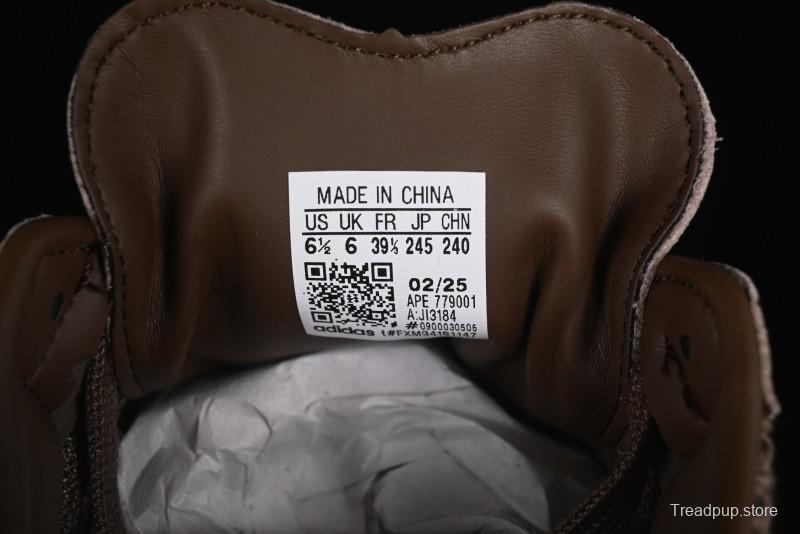 MADE IN CHINA
US UK FR JP CHN
6½ 6 39⅓ 245 240
02/25
APE 779001
A:JI3184
#0900030506
adidas t#FXM94161147
Treadpup.store